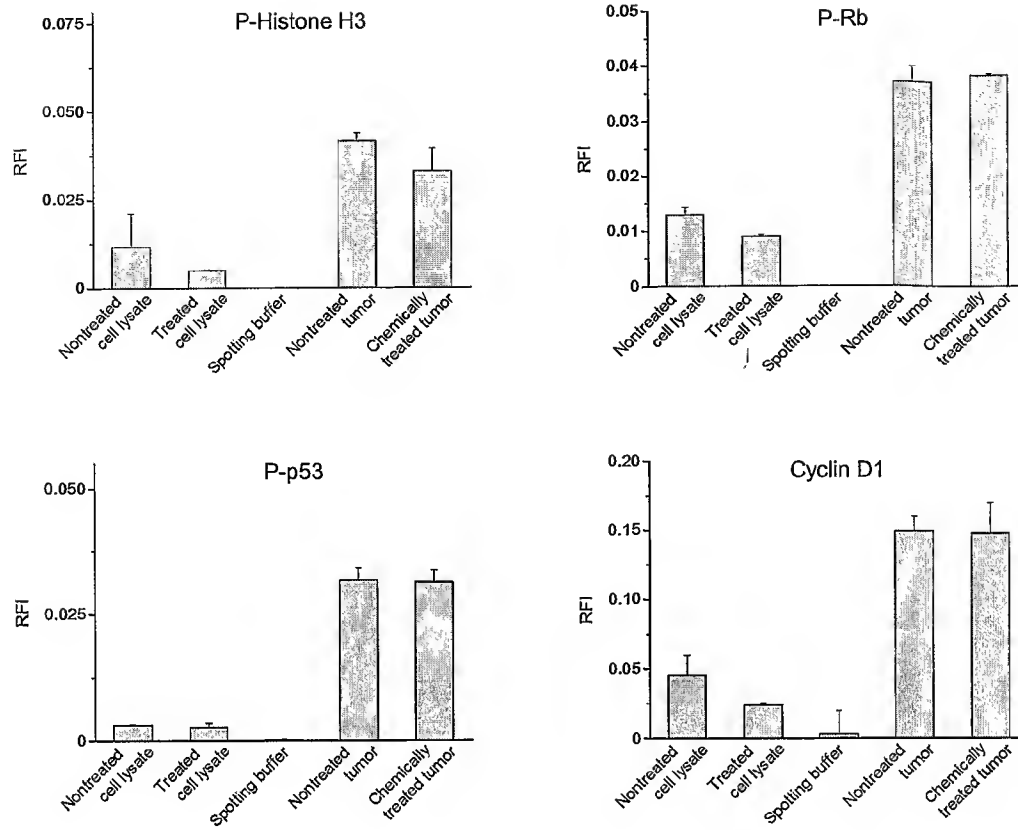 P-Histone H3
0.075
0.050
0.025
0
RFI
Nontreated
cell lysate
Treated
cell lysate
Spotting buffer
Nontreated
tumor
Chemically
treated tumor
P-Rb
0.05
0.04
0.03
0.02
0.01
0
RFI
Nontreated
cell lysate
Treated
cell lysate
Spotting buffer
Nontreated
tumor
Chemically
treated tumor
P-p53
0.050
0.025
0
RFI
Nontreated
cell lysate
Treated
cell lysate
Spotting buffer
Nontreated
tumor
Chemically
treated tumor
Cyclin D1
0.20
0.15
0.10
0.05
0
RFI
Nontreated
cell lysate
Treated
cell lysate
Spotting buffer
Nontreated
tumor
Chemically
treated tumor